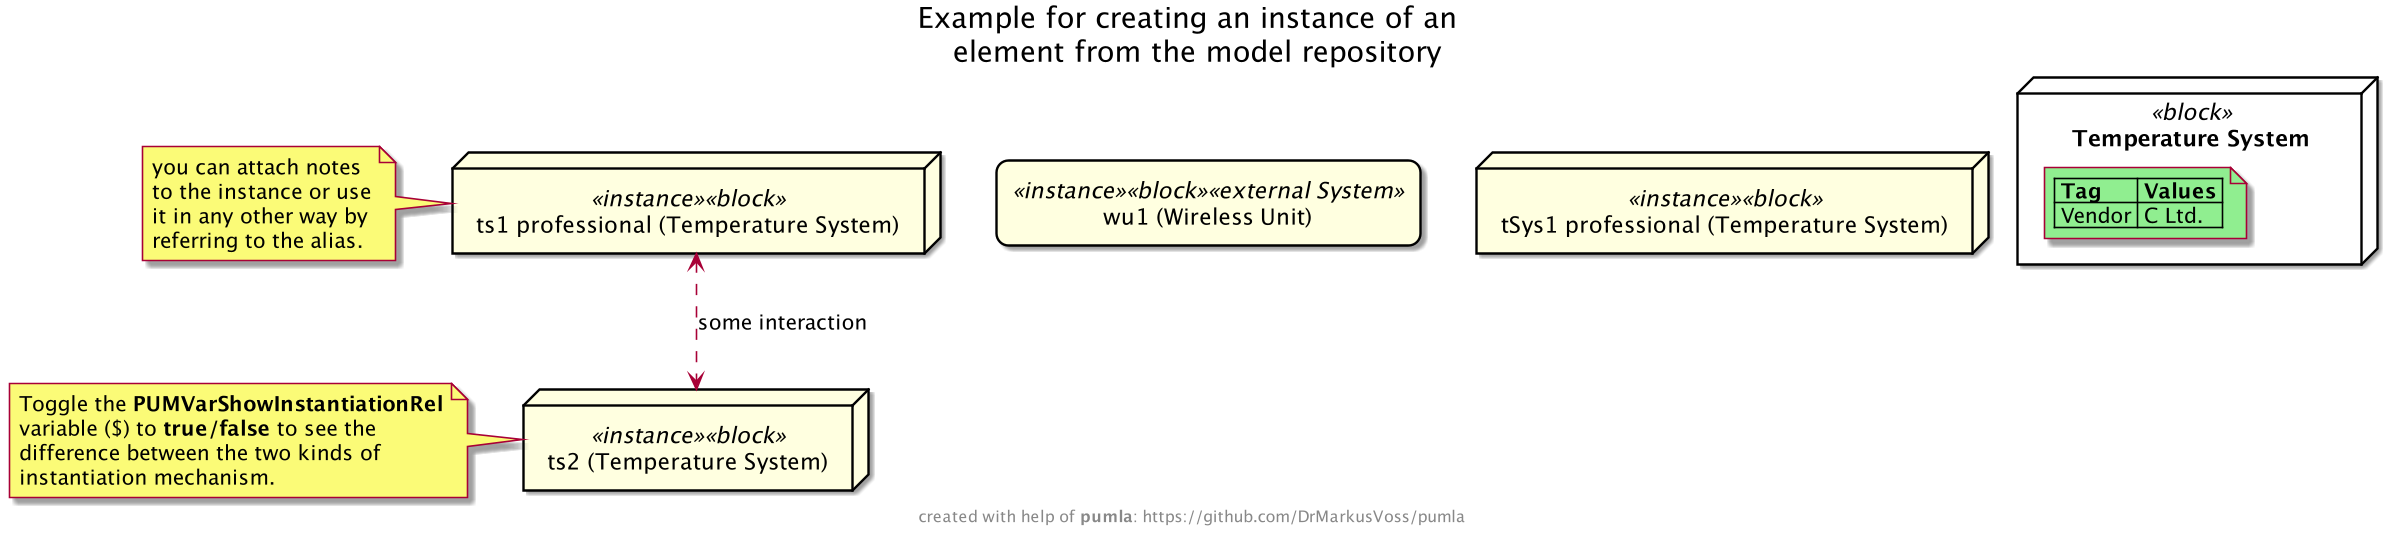 Example for creating an instance of an
element from the model repository
you can attach notes
to the instance or use
it in any other way by
referring to the alias.
«instance»«block»
ts1 professional (Temperature System)
«instance»«block»«external System»
wu1 (Wireless Unit)
«instance»«block»
tSys1 professional (Temperature System)
«block»
Temperature System
Tag Values
Vendor C Ltd.
some interaction
Toggle the PUMVarShowInstantiationRel
variable ($) to true/false to see the
difference between the two kinds of
instantiation mechanism.
«instance»«block»
ts2 (Temperature System)
created with help of pumla: https://github.com/DrMarkusVoss/pumla